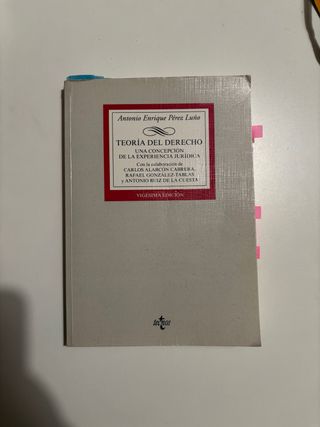 Antonio Enrique Pérez Luño
TEORÍA DEL DERECHO
UNA CONCEPCIÓN
DE LA EXPERIENCIA JURÍDICA
Con la colaboración de
CARLOS ALARCÓN CABRERA,
RAFAEL GONZÁLEZ-TABLAS
y ANTONIO RUIZ DE LA CUESTA
VIGÉSIMA EDICIÓN
tecnos